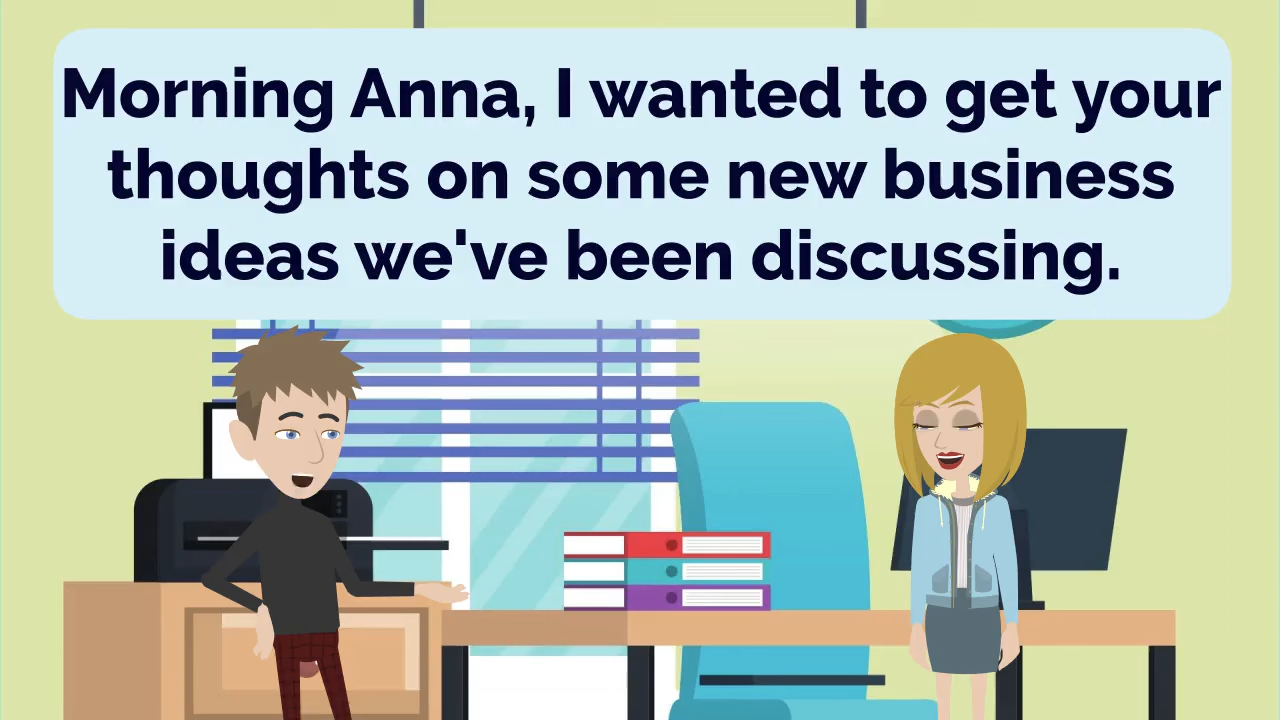 Morning Anna, I wanted to get your
thoughts on some new business
ideas we've been discussing.